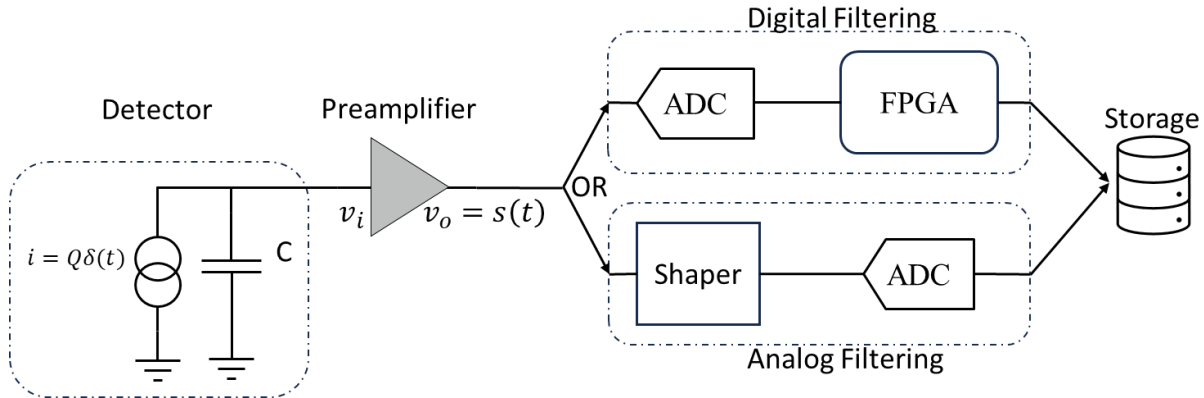 Digital Filtering
ADC
FPGA
Detector
Preamplifier
Storage
OR
v_i
v_o = s(t)
i = Qδ(t)
C
Shaper
ADC
Analog Filtering